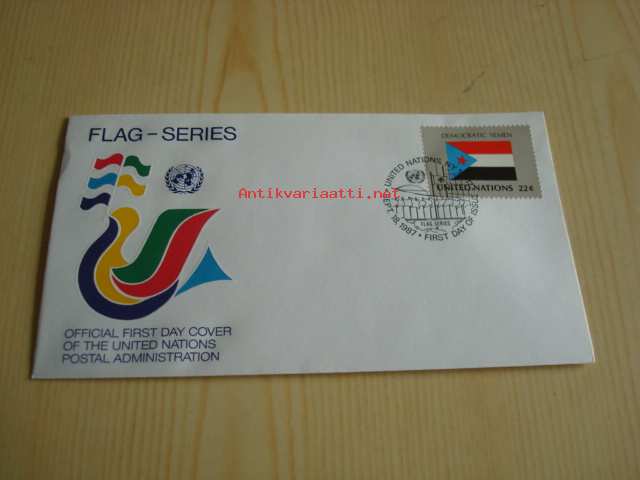 FLAG - SERIES
Antikvariaatti.net
OFFICIAL FIRST DAY COVER
OF THE UNITED NATIONS
POSTAL ADMINISTRATION
DEMOCRATIC YEMEN
UNITED NATIONS 22¢
UNITED NATIONS,
FLAG SERIES
SEPT. 18, 1987 • FIRST DAY OF ISSUE